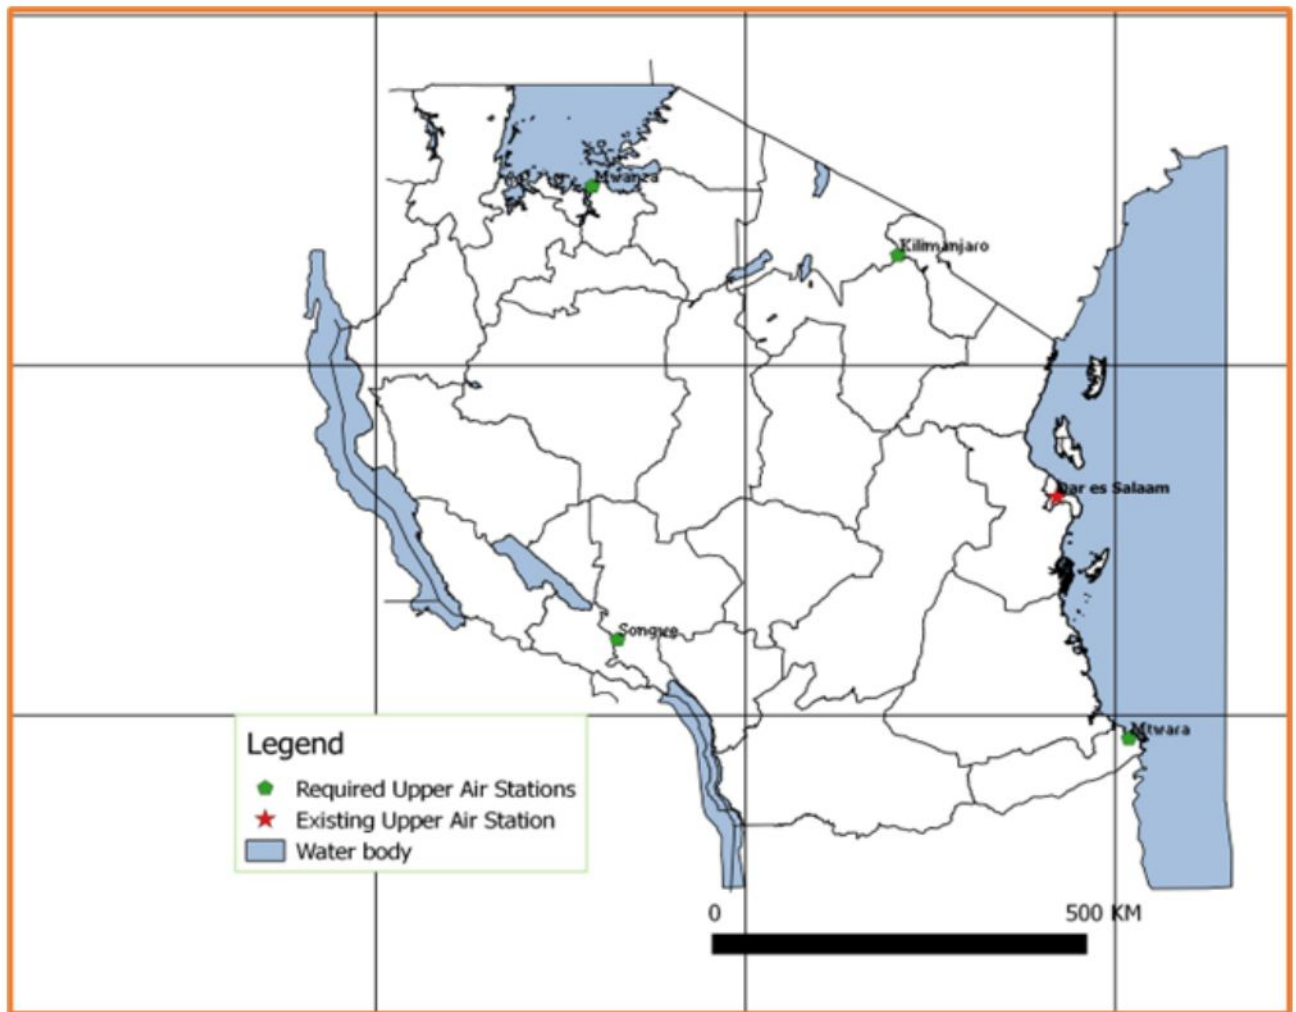 Mwanza
Kilimanjaro
Dar es Salaam
Songwe
Mtwara
Legend
Required Upper Air Stations
Existing Upper Air Station
Water body
0 500 KM